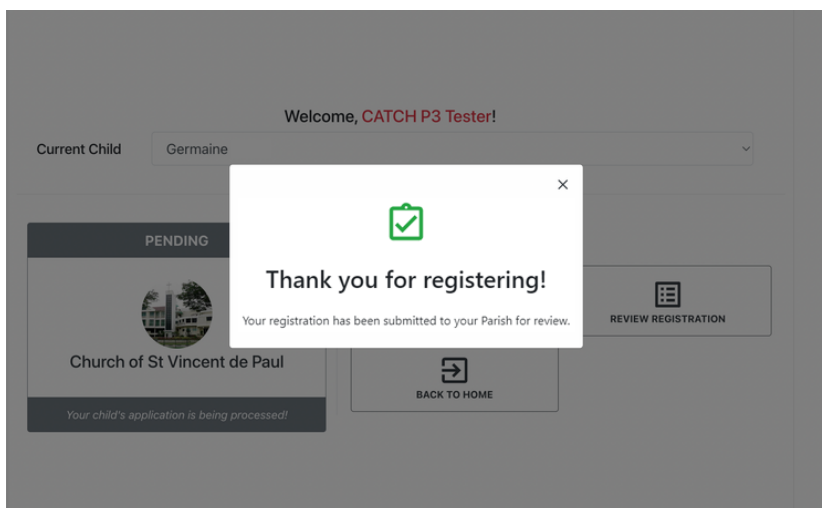 Welcome, CATCH P3 Tester!
Current Child
Germaine
PENDING
Thank you for registering!
Your registration has been submitted to your Parish for review.
REVIEW REGISTRATION
Church of St Vincent de Paul
BACK TO HOME
Your child's application is being processed!